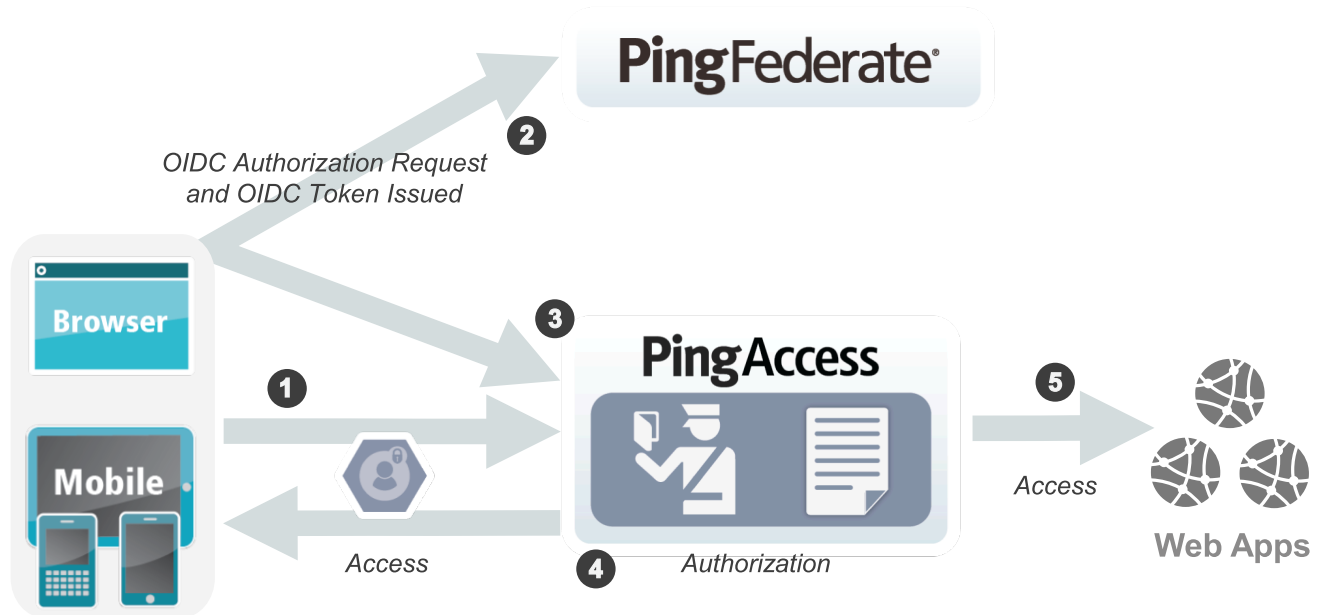 PingFederate®
2
OIDC Authorization Request
and OIDC Token Issued
Browser
3
PingAccess
1
5
Mobile
Access
Web Apps
Access
4
Authorization